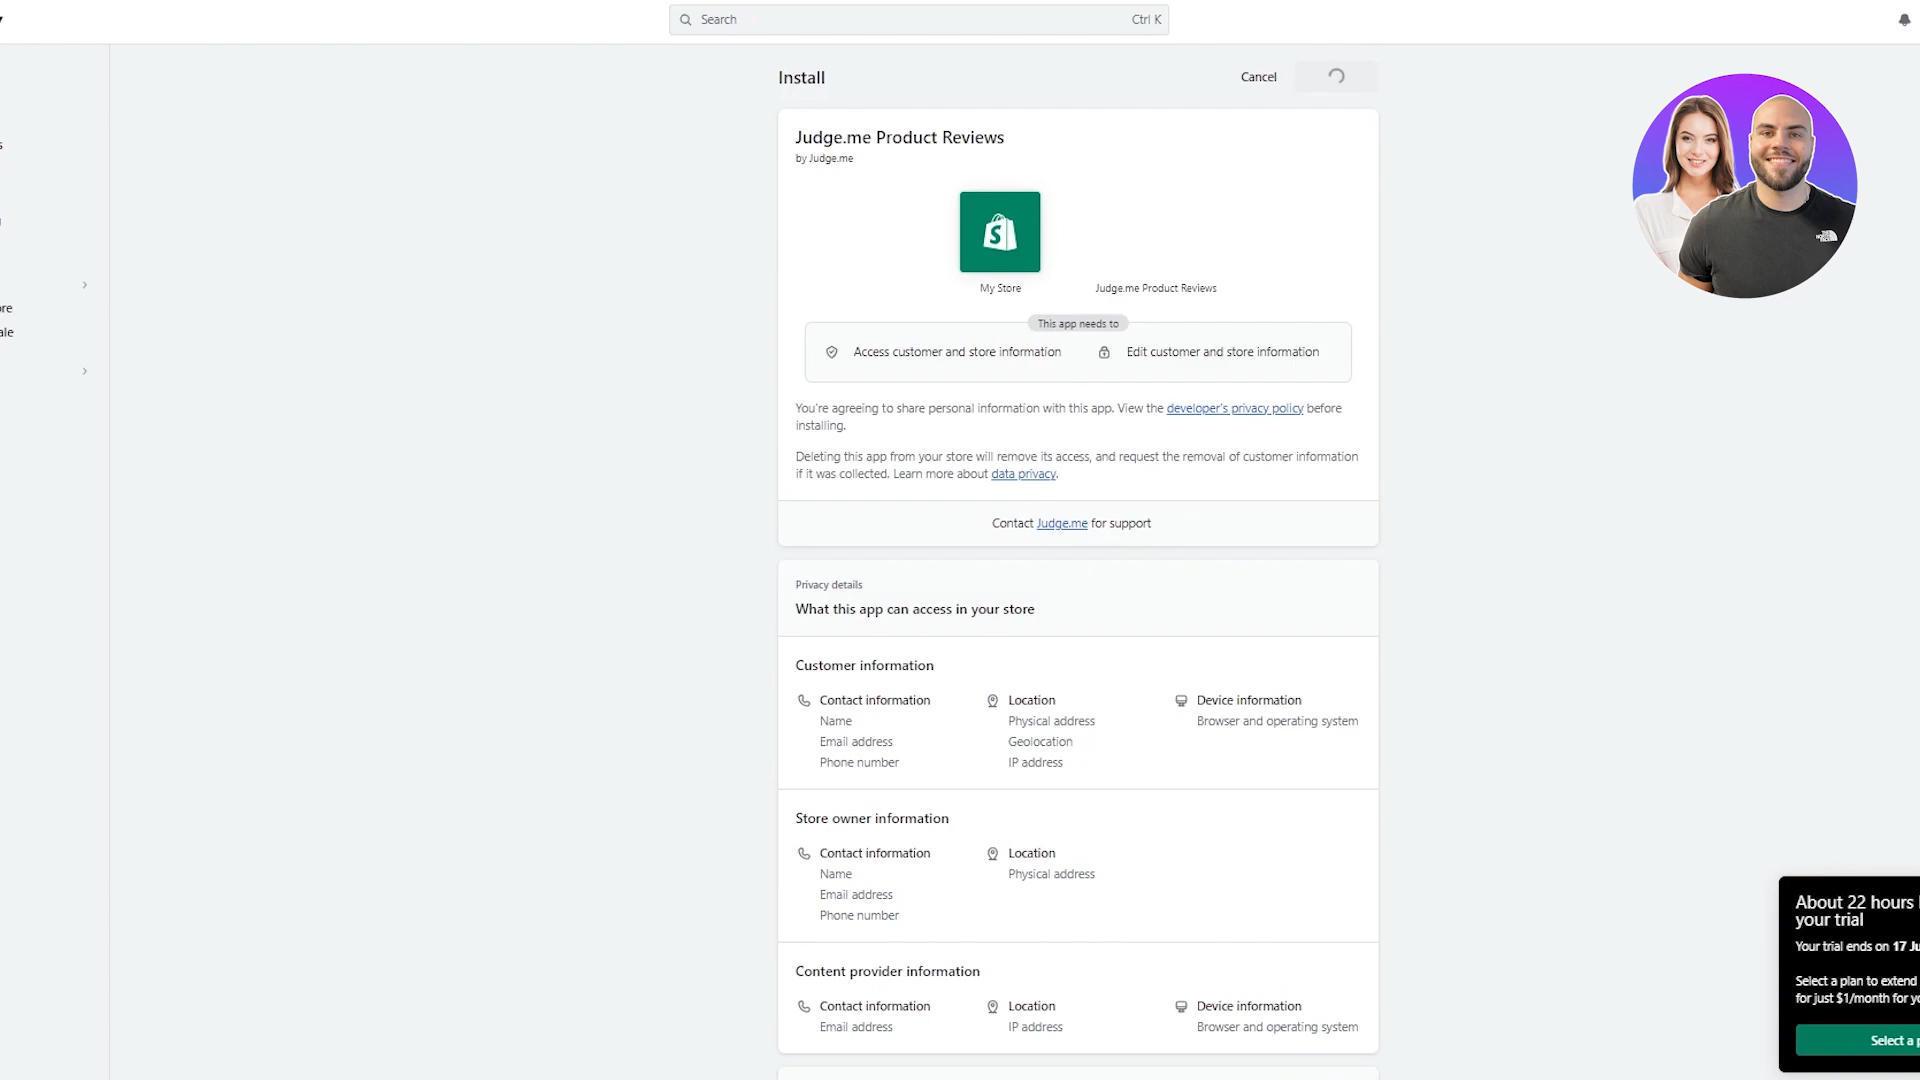 Search
Ctrl K
Install
Cancel
Judge.me Product Reviews
by Judge.me
My Store
Judge.me Product Reviews
This app needs to
Access customer and store information
Edit customer and store information
You're agreeing to share personal information with this app. View the developer's privacy policy before
installing.
Deleting this app from your store will remove its access, and request the removal of customer information
if it was collected. Learn more about data privacy.
Contact Judge.me for support
Privacy details
What this app can access in your store
Customer information
Contact information
Name
Email address
Phone number
Location
Physical address
Geolocation
IP address
Device information
Browser and operating system
Store owner information
Contact information
Name
Email address
Phone number
Location
Physical address
Content provider information
Contact information
Email address
Location
IP address
Device information
Browser and operating system
About 22 hours
your trial
Your trial ends on 17 Ju
Select a plan to extend
for just $1/month for yo
Select a p
THE NORTH FACE